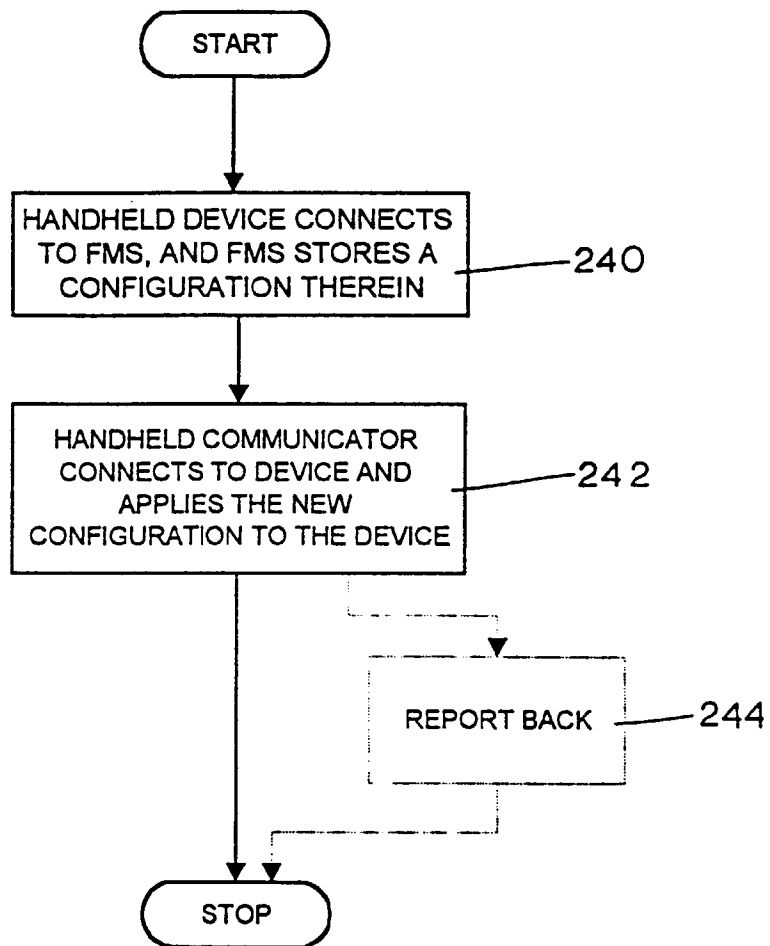 START
HANDHELD DEVICE CONNECTS
TO FMS, AND FMS STORES A
CONFIGURATION THEREIN
240
HANDHELD COMMUNICATOR
CONNECTS TO DEVICE AND
APPLIES THE NEW
CONFIGURATION TO THE DEVICE
242
REPORT BACK
244
STOP